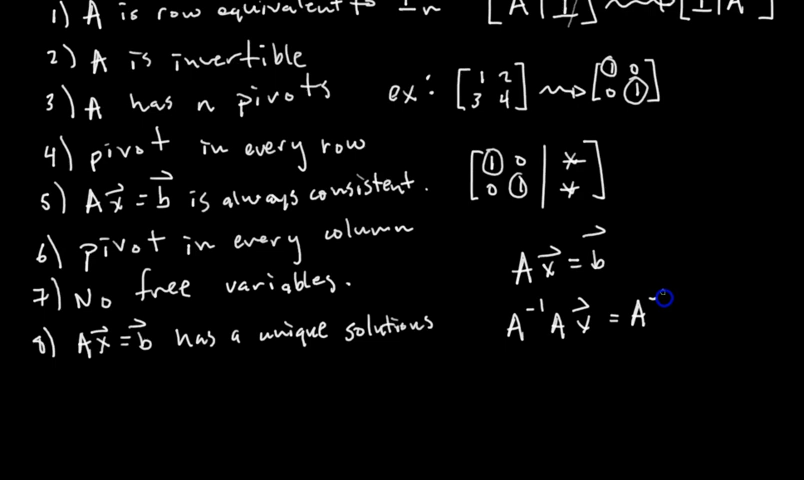 1) A is row equivalent to In [A | I] ⇝ [I | A ]
2) A is invertible
3) A has n pivots ex: [1 2; 3 4] ⇝ [1 0; 0 1]
4) pivot in every row
[1 0 | *; 0 1 | *]
5) Ax⃗ = b⃗ is always consistent.
6) pivot in every column
Ax⃗ = b⃗
7) No free variables.
8) Ax⃗ = b⃗ has a unique solutions
A⁻¹Ax⃗ = A⁻